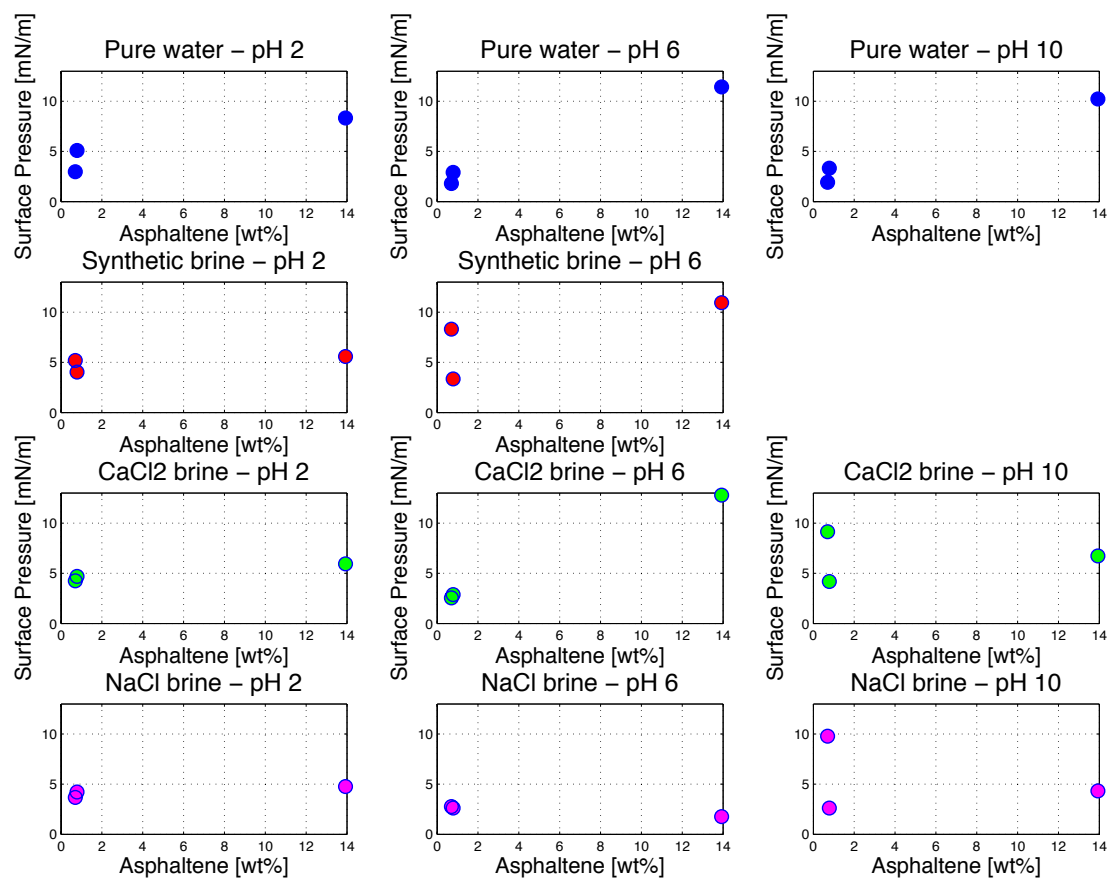 Pure water − pH 2
Surface Pressure [mN/m]
10
5
0
0 2 4 6 8 10 12 14
Asphaltene [wt%]
Pure water − pH 6
Surface Pressure [mN/m]
10
5
0
0 2 4 6 8 10 12 14
Asphaltene [wt%]
Pure water − pH 10
Surface Pressure [mN/m]
10
5
0
0 2 4 6 8 10 12 14
Asphaltene [wt%]
Synthetic brine − pH 2
10
5
0
0 2 4 6 8 10 12 14
Asphaltene [wt%]
Synthetic brine − pH 6
10
5
0
0 2 4 6 8 10 12 14
Asphaltene [wt%]
CaCl2 brine − pH 2
Surface Pressure [mN/m]
10
5
0
0 2 4 6 8 10 12 14
Asphaltene [wt%]
CaCl2 brine − pH 6
Surface Pressure [mN/m]
10
5
0
0 2 4 6 8 10 12 14
Asphaltene [wt%]
CaCl2 brine − pH 10
Surface Pressure [mN/m]
10
5
0
0 2 4 6 8 10 12 14
Asphaltene [wt%]
NaCl brine − pH 2
10
5
0
0 2 4 6 8 10 12 14
Asphaltene [wt%]
NaCl brine − pH 6
10
5
0
0 2 4 6 8 10 12 14
Asphaltene [wt%]
NaCl brine − pH 10
10
5
0
0 2 4 6 8 10 12 14
Asphaltene [wt%]